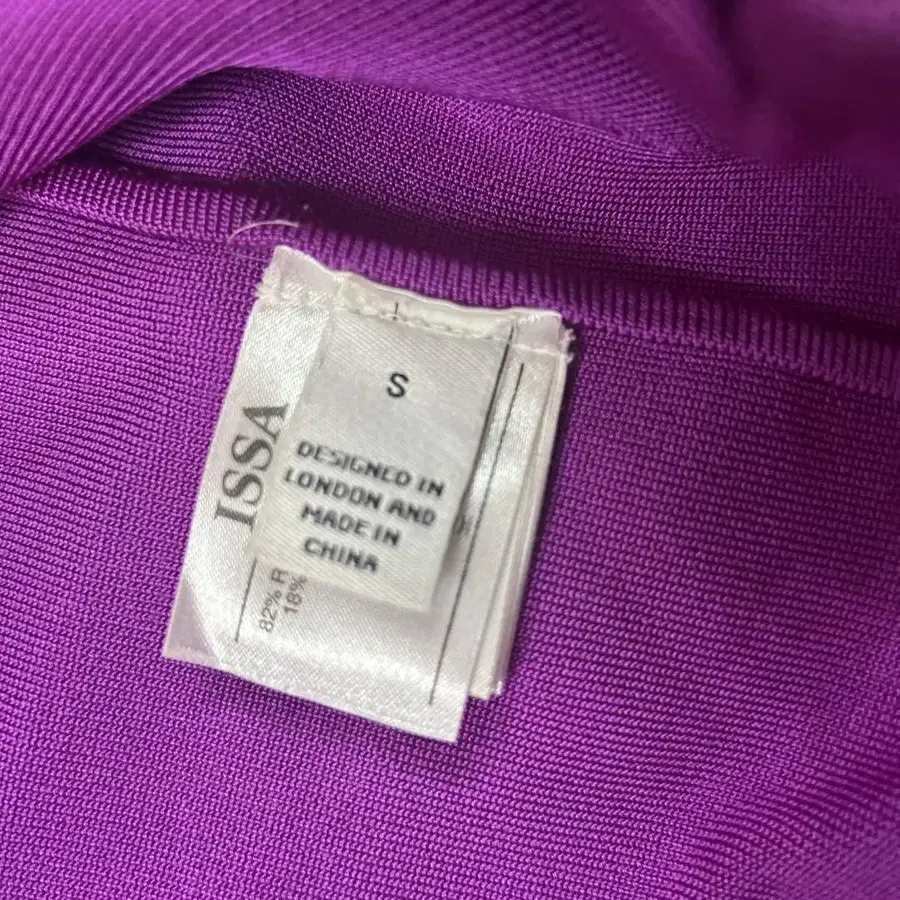 S
DESIGNED IN
LONDON AND
MADE IN
CHINA
ISSA
82% R
18%